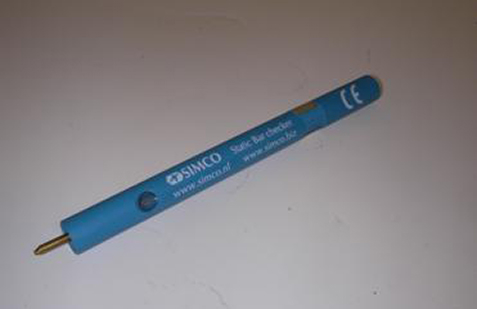 SIMCO Static Bar checker
www.simco.nl www.simco.biz
CE